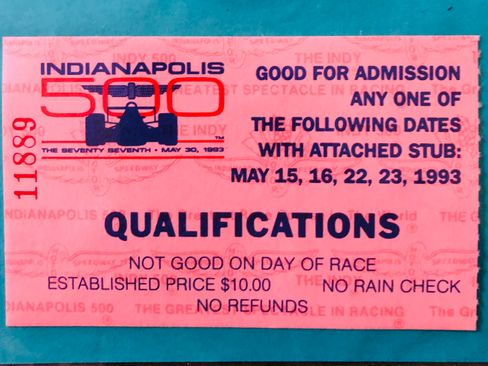 INDIANAPOLIS
500
TM
THE SEVENTY SEVENTH • MAY 30, 1993
11889
GOOD FOR ADMISSION
ANY ONE OF
THE FOLLOWING DATES
WITH ATTACHED STUB:
MAY 15, 16, 22, 23, 1993
QUALIFICATIONS
NOT GOOD ON DAY OF RACE
ESTABLISHED PRICE $10.00 NO RAIN CHECK
NO REFUNDS